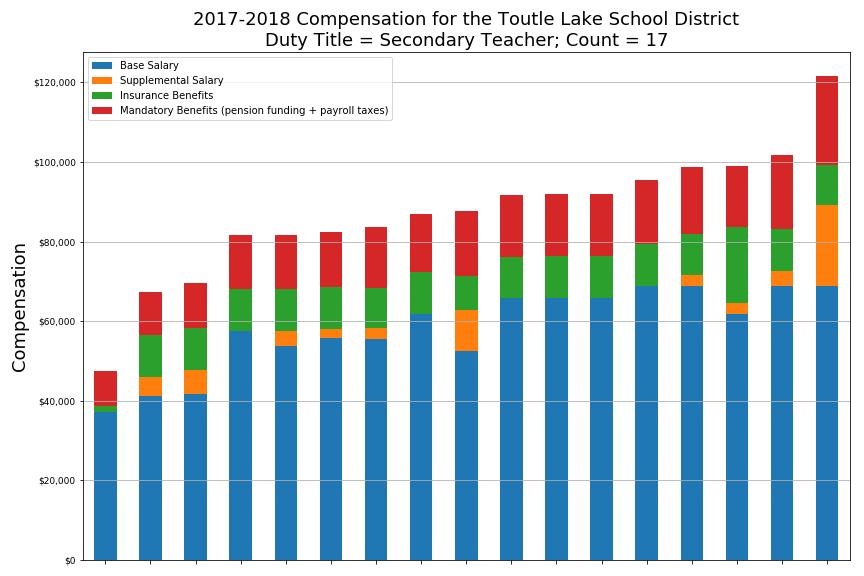 2017-2018 Compensation for the Toutle Lake School District
Duty Title = Secondary Teacher; Count = 17
Base Salary
Supplemental Salary
Insurance Benefits
Mandatory Benefits (pension funding + payroll taxes)
Compensation
$120,000
$100,000
$80,000
$60,000
$40,000
$20,000
$0